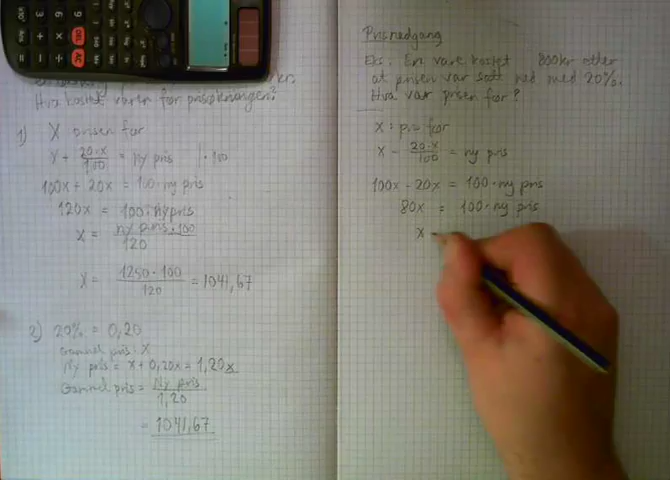 kr.
Hva kostet varen før prisøkningen?
1) X prisen før
x + 20·x/100 = Ny pris |·100
100x + 20x = 100·ny pris
120x = 100·ny pris
x = ny pris·100/120
x = 1250·100/120 = 1041,67
2) 20% = 0,20
Gammel pris: x
Ny pris = x + 0,20x = 1,20x
Gammel pris = Ny pris/1,20
= 1041,67
Prisnedgang
Eks: En vare kostet 800kr etter
at prisen var satt ned med 20%.
Hva var prisen før?
x: pris før
x - 20·x/100 = ny pris
100x - 20x = 100·ny pris
80x = 100·ny pris
x =
DEL
AC
Ans